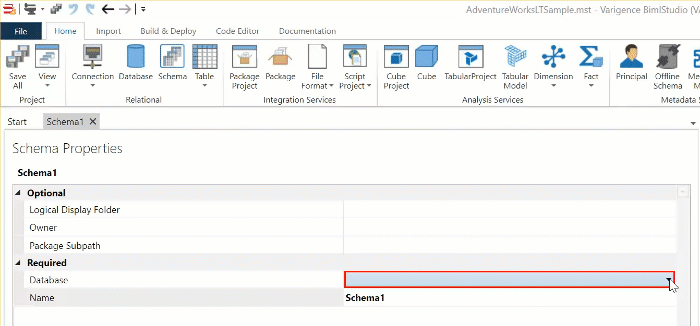 AdventureWorksLTSample.mst - Varigence BimlStudio (Va
File Home Import Build & Deploy Code Editor Documentation
Save All View Connection Database Schema Table Package Project Package File Format Script Project Cube Project Cube TabularProject Tabular Model Dimension Fact Principal Offline Schema
Project Relational Integration Services Analysis Services Metadata S
Start Schema1
Schema Properties
Schema1
Optional
Logical Display Folder
Owner
Package Subpath
Required
Database
Name Schema1